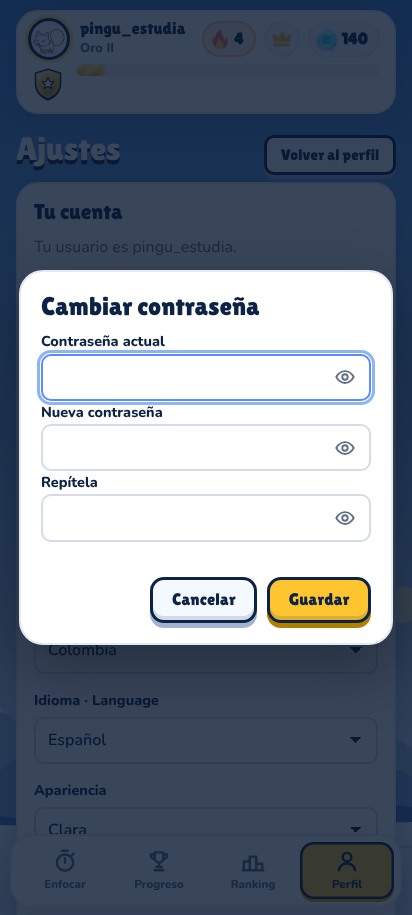 pingu_estudia
Oro II
4
140
Ajustes
Volver al perfil
Tu cuenta
Tu usuario es pingu_estudia.
Cambiar contraseña
Contraseña actual
Nueva contraseña
Repítela
Cancelar
Guardar
Colombia
Idioma · Language
Español
Apariencia
Clara
Enfocar
Progreso
Ranking
Perfil